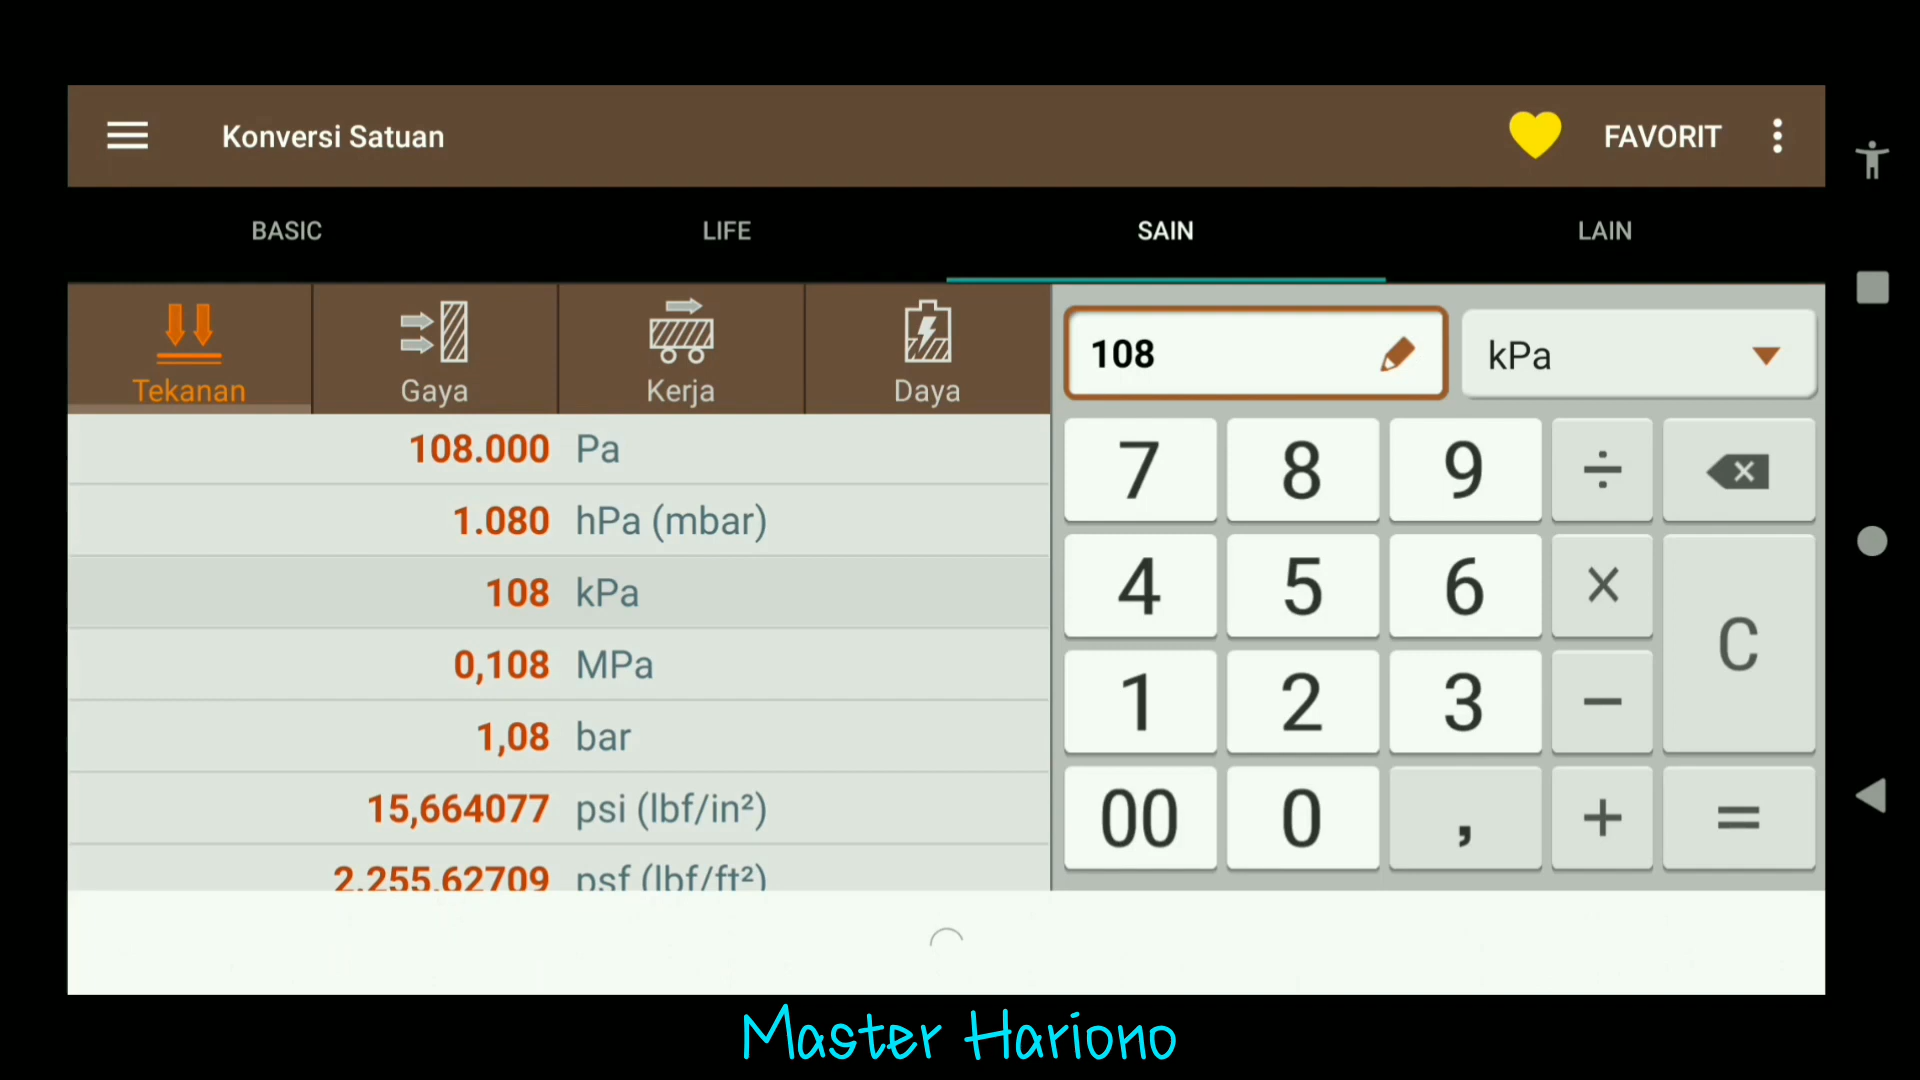 Konversi Satuan
FAVORIT
BASIC
LIFE
SAIN
LAIN
Tekanan
Gaya
Kerja
Daya
108
kPa
108.000 Pa
1.080 hPa (mbar)
108 kPa
0,108 MPa
1,08 bar
15,664077 psi (lbf/in²)
2.255,62709 psf (lbf/ft²)
7 8 9 ÷
4 5 6 × C
1 2 3 −
00 0 , + =
Master Hariono